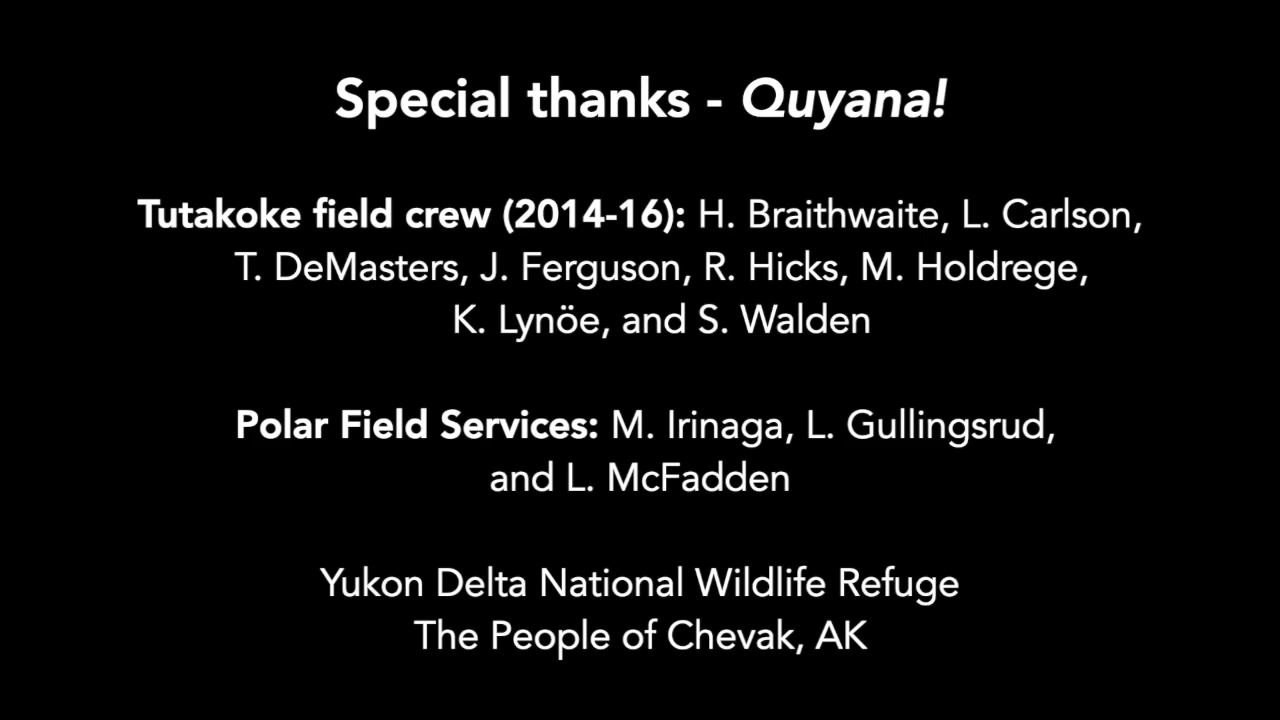 Special thanks - Quyana!
Tutakoke field crew (2014-16): H. Braithwaite, L. Carlson,
T. DeMasters, J. Ferguson, R. Hicks, M. Holdrege,
K. Lynöe, and S. Walden
Polar Field Services: M. Irinaga, L. Gullingsrud,
and L. McFadden
Yukon Delta National Wildlife Refuge
The People of Chevak, AK